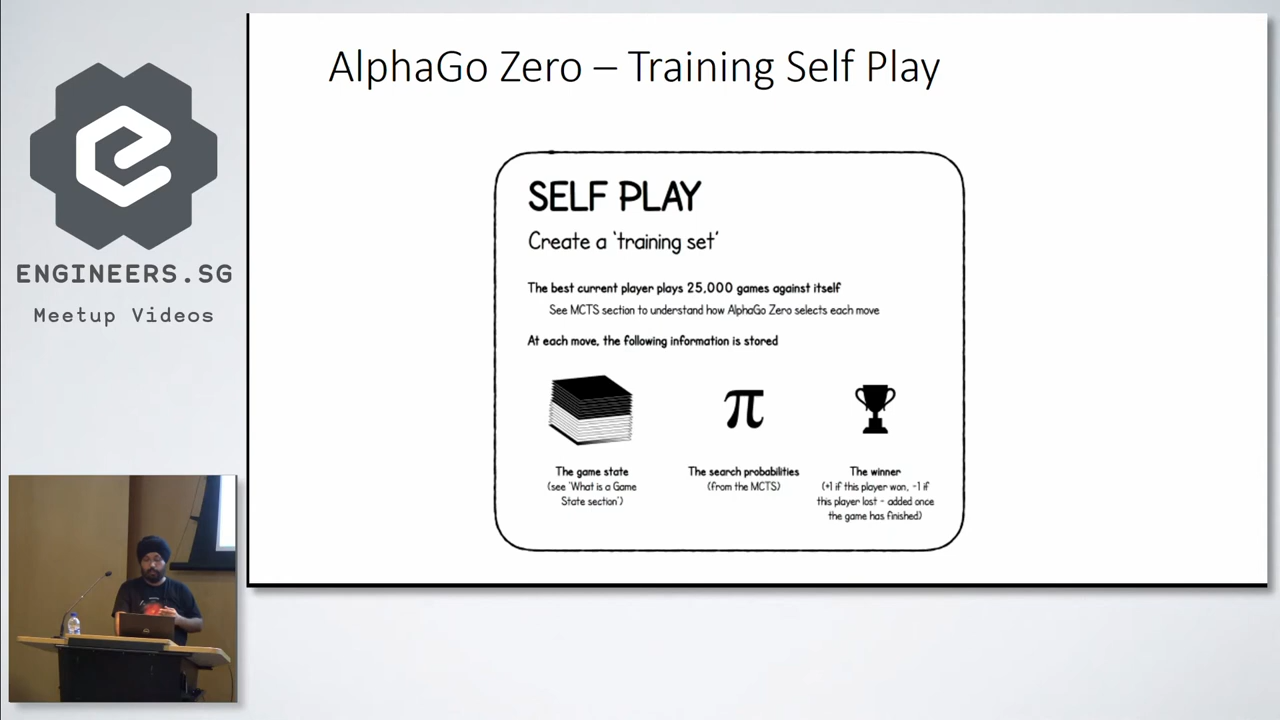 AlphaGo Zero – Training Self Play
ENGINEERS.SG
Meetup Videos
SELF PLAY
Create a 'training set'
The best current player plays 25,000 games against itself
See MCTS section to understand how AlphaGo Zero selects each move
At each move, the following information is stored
π
The game state
(see 'What is a Game
State section')
The search probabilities
(from the MCTS)
The winner
(+1 if this player won, -1 if
this player lost - added once
the game has finished)